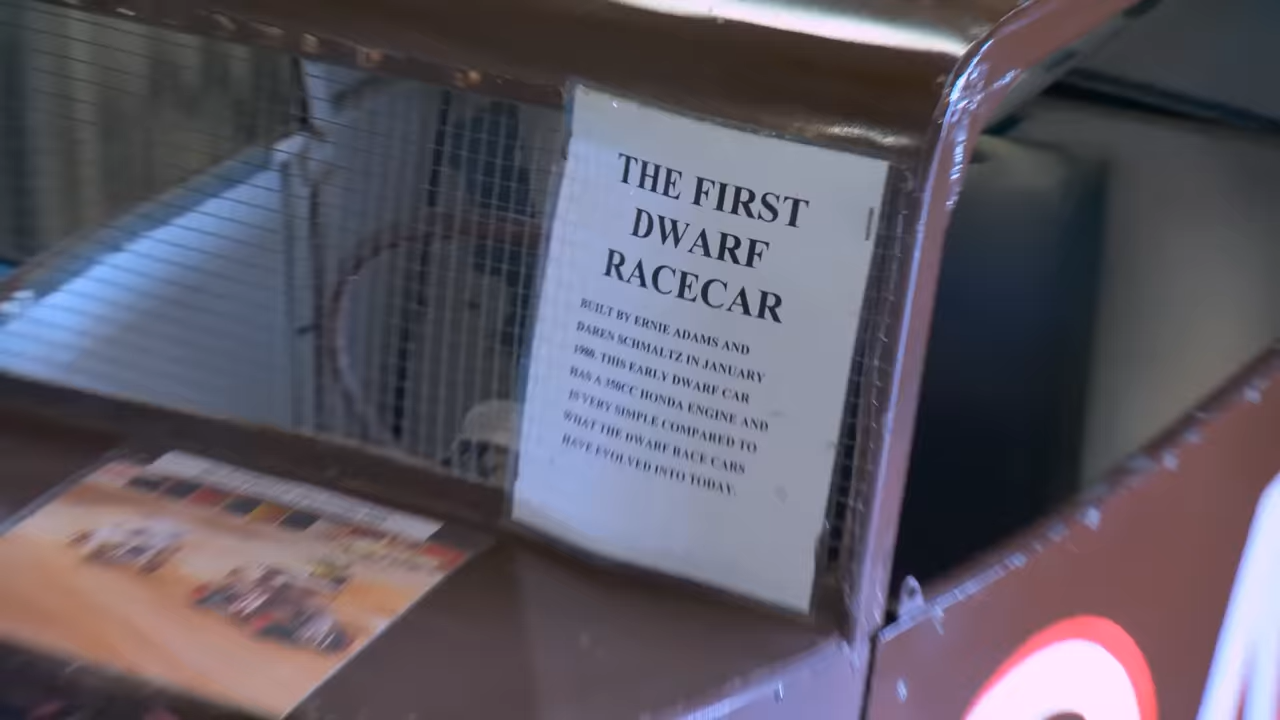 THE FIRST
DWARF
RACECAR
BUILT BY ERNIE ADAMS AND
DAREN SCHMALTZ IN JANUARY
1980. THIS EARLY DWARF CAR
HAS A 350CC HONDA ENGINE AND
IS VERY SIMPLE COMPARED TO
WHAT THE DWARF RACE CARS
HAVE EVOLVED INTO TODAY.